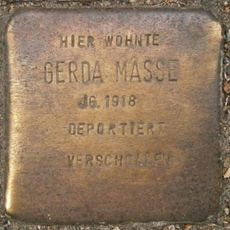 HIER WOHNTE
GERDA MASSE
JG. 1918
DEPORTIERT
VERSCHOLLEN